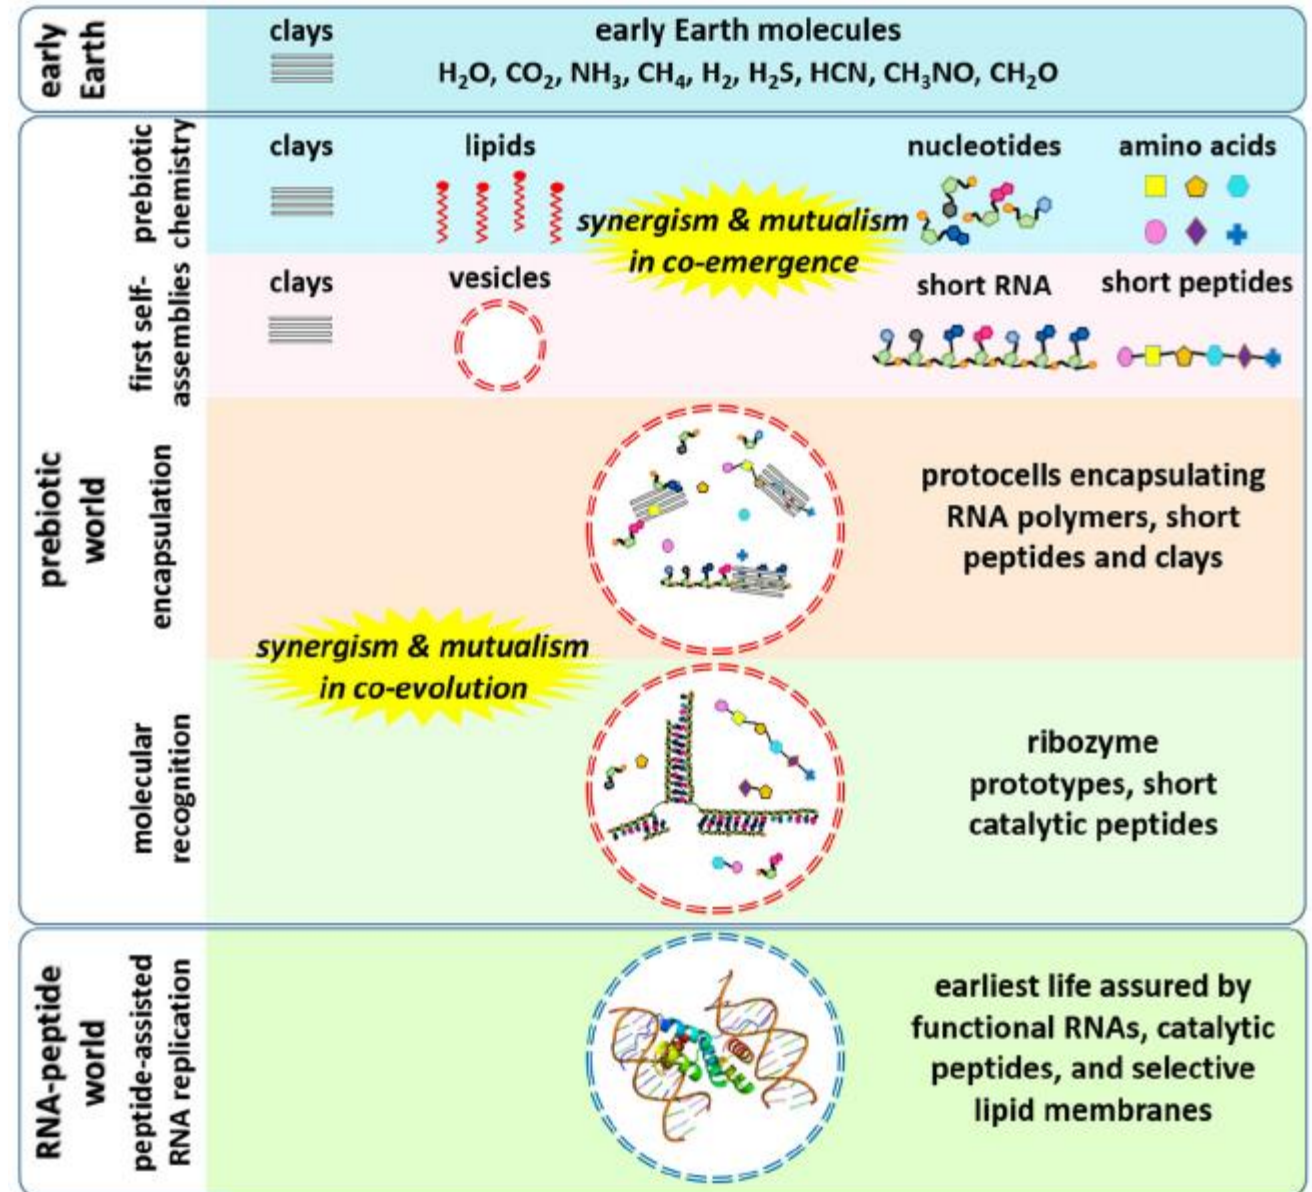 early
Earth
clays
early Earth molecules
H₂O, CO₂, NH₃, CH₄, H₂, H₂S, HCN, CH₃NO, CH₂O
prebiotic
world
prebiotic
chemistry
clays
lipids
nucleotides
amino acids
synergism & mutualism
in co-emergence
first self-
assemblies
clays
vesicles
short RNA
short peptides
encapsulation
protocells encapsulating
RNA polymers, short
peptides and clays
synergism & mutualism
in co-evolution
molecular
recognition
ribozyme
prototypes, short
catalytic peptides
RNA-peptide
world
peptide-assisted
RNA replication
earliest life assured by
functional RNAs, catalytic
peptides, and selective
lipid membranes